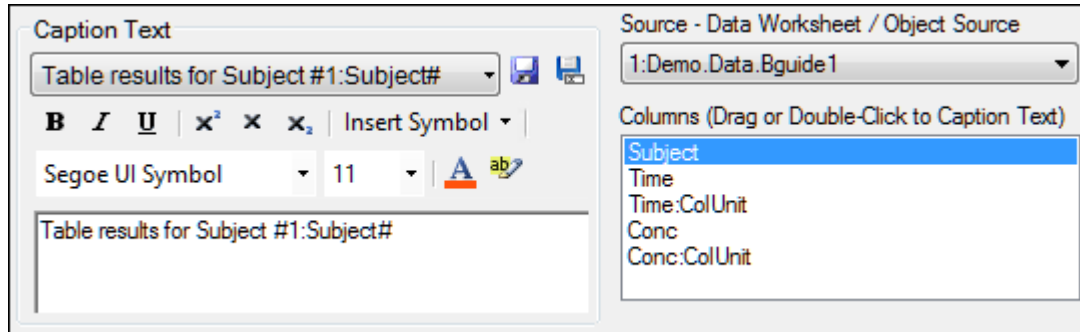 Caption Text
Table results for Subject #1:Subject#
B I U x² x x₂ Insert Symbol
Segoe UI Symbol 11 A ab
Table results for Subject #1:Subject#
Source - Data Worksheet / Object Source
1:Demo.Data.Bguide1
Columns (Drag or Double-Click to Caption Text)
Subject
Time
Time:ColUnit
Conc
Conc:ColUnit